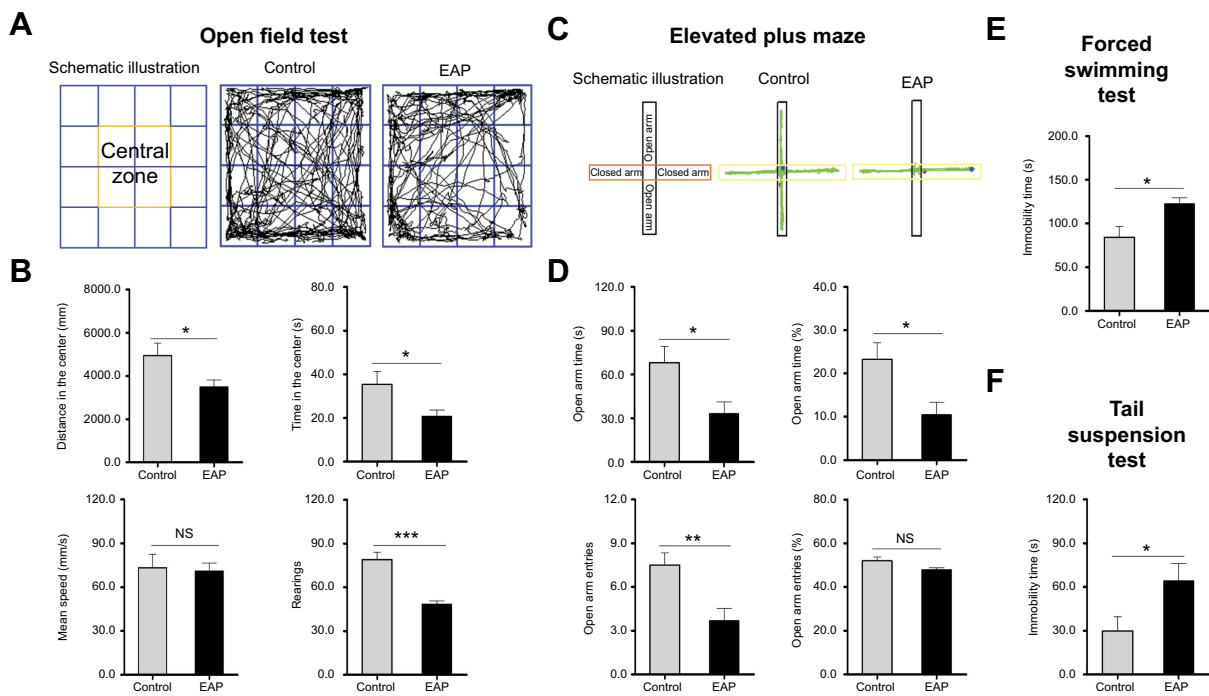 A
Open field test
Schematic illustration
Control
EAP
Central
zone
B
Distance in the center (mm)
8000.0
6000.0
4000.0
2000.0
0.0
*
Control
EAP
Time in the center (s)
80.0
60.0
40.0
20.0
0.0
*
Control
EAP
Mean speed (mm/s)
120.0
90.0
60.0
30.0
0.0
NS
Control
EAP
Rearings
120.0
90.0
60.0
30.0
0.0
***
Control
EAP
C
Elevated plus maze
Schematic illustration
Control
EAP
Open arm
Closed arm
Closed arm
Open arm
D
Open arm time (s)
120.0
90.0
60.0
30.0
0.0
*
Control
EAP
Open arm time (%)
40.0
30.0
20.0
10.0
0.0
*
Control
EAP
Open arm entries
12.0
9.0
6.0
3.0
0.0
**
Control
EAP
Open arm entries (%)
80.0
60.0
40.0
20.0
0.0
NS
Control
EAP
E
Forced
swimming
test
Immobility time (s)
200.0
150.0
100.0
50.0
0.0
*
Control
EAP
F
Tail
suspension
test
Immobility time (s)
120.0
90.0
60.0
30.0
0.0
*
Control
EAP